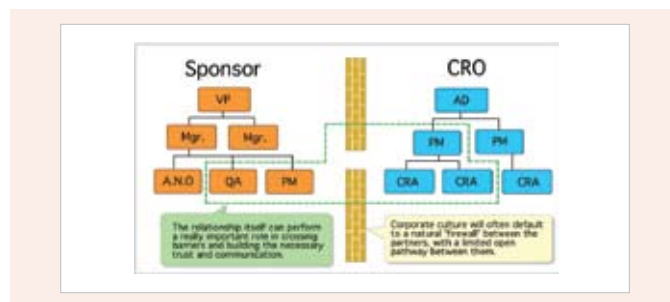 Sponsor
CRO
VP
AD
Mgr.
Mgr.
PM
PM
A.N.O
QA
PM
CRA
CRA
CRA
The relationship itself can perform
a really important role in crossing
barriers and building the necessary
trust and communication.
Corporate culture will often default
to a natural "firewall" between the
partners, with a limited open
pathway between them.